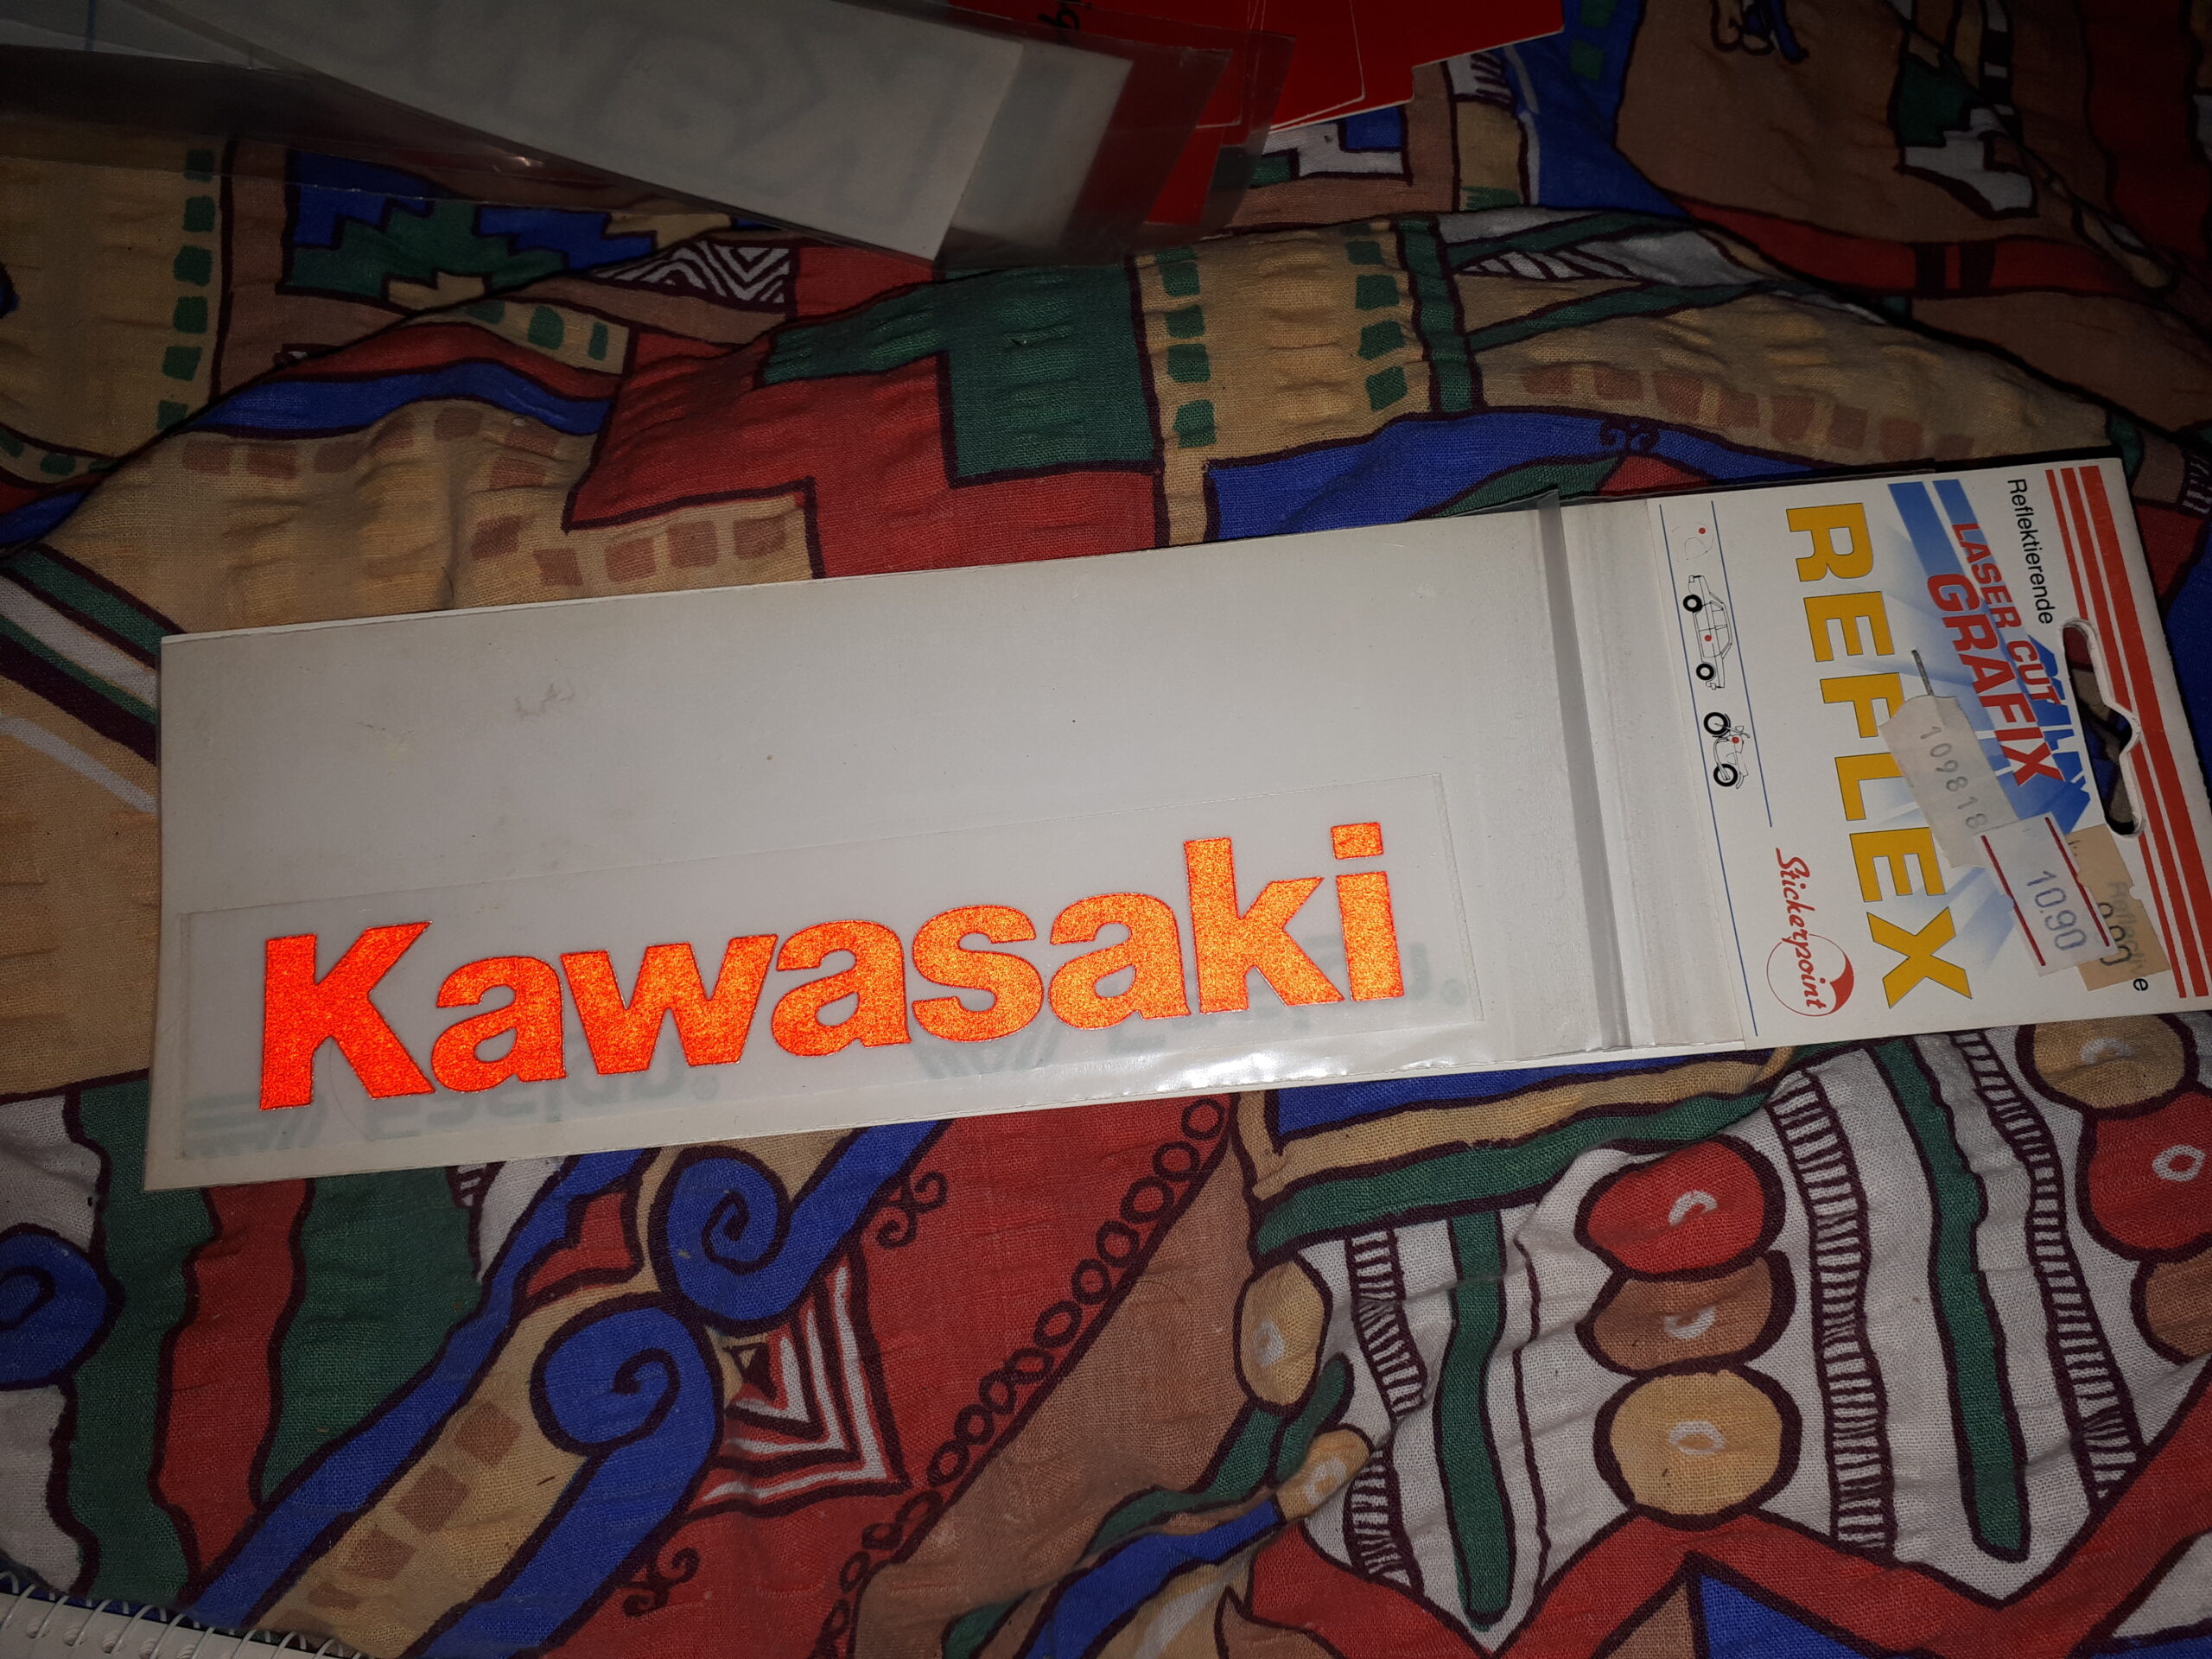 Kawasaki
Reflektierende
LASER CUT
GRAFIX
REFLEX
Stickerpoint
109818
10.90